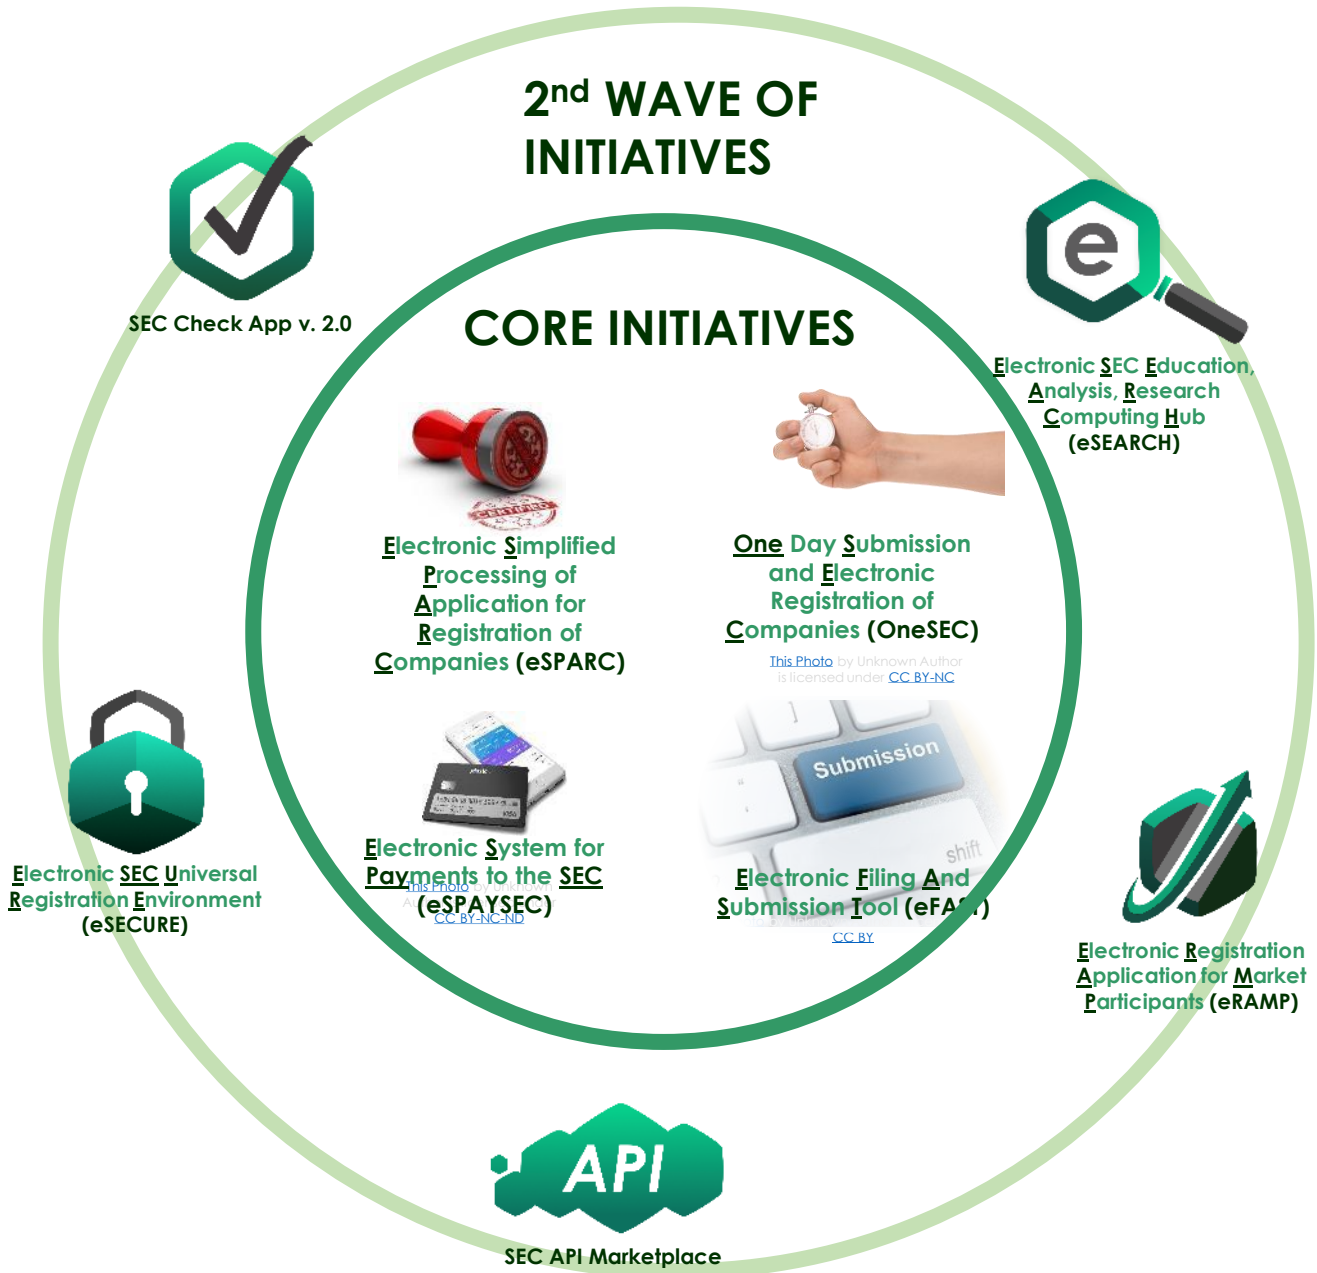 2nd WAVE OF
INITIATIVES
SEC Check App v. 2.0
e
Electronic SEC Education,
Analysis, Research
Computing Hub
(eSEARCH)
CORE INITIATIVES
CERTIFIED
Electronic Simplified
Processing of
Application for
Registration of
Companies (eSPARC)
One Day Submission
and Electronic
Registration of
Companies (OneSEC)
This Photo by Unknown Author
is licensed under CC BY-NC
Electronic System for
Payments to the SEC
(eSPAYSEC)
This Photo by Unknown
CC BY-NC-ND
Submission
shift
Electronic Filing And
Submission Tool (eFAST)
CC BY
Electronic SEC Universal
Registration Environment
(eSECURE)
Electronic Registration
Application for Market
Participants (eRAMP)
API
SEC API Marketplace